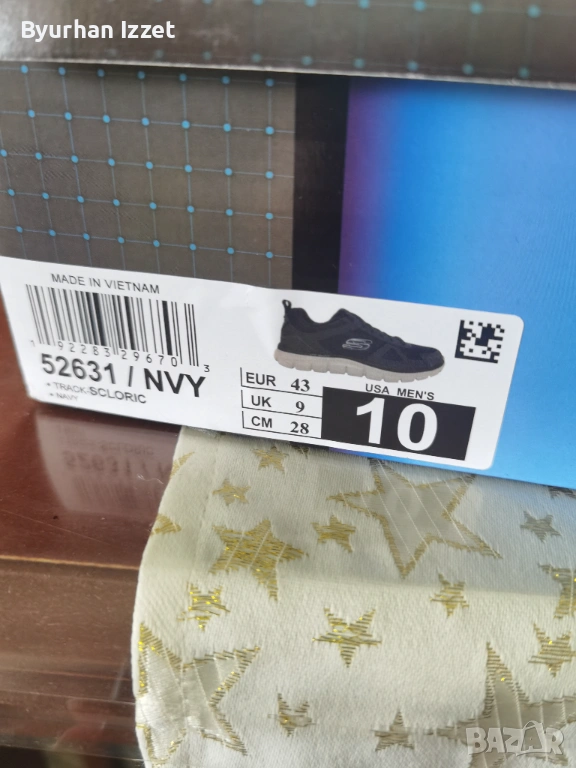 Byurhan Izzet
MADE IN VIETNAM
1 92283 29670 3
52631 / NVY
• TRACK-SCLORIC
• NAVY
EUR 43
UK 9
CM 28
USA MEN'S
10
BAZAR